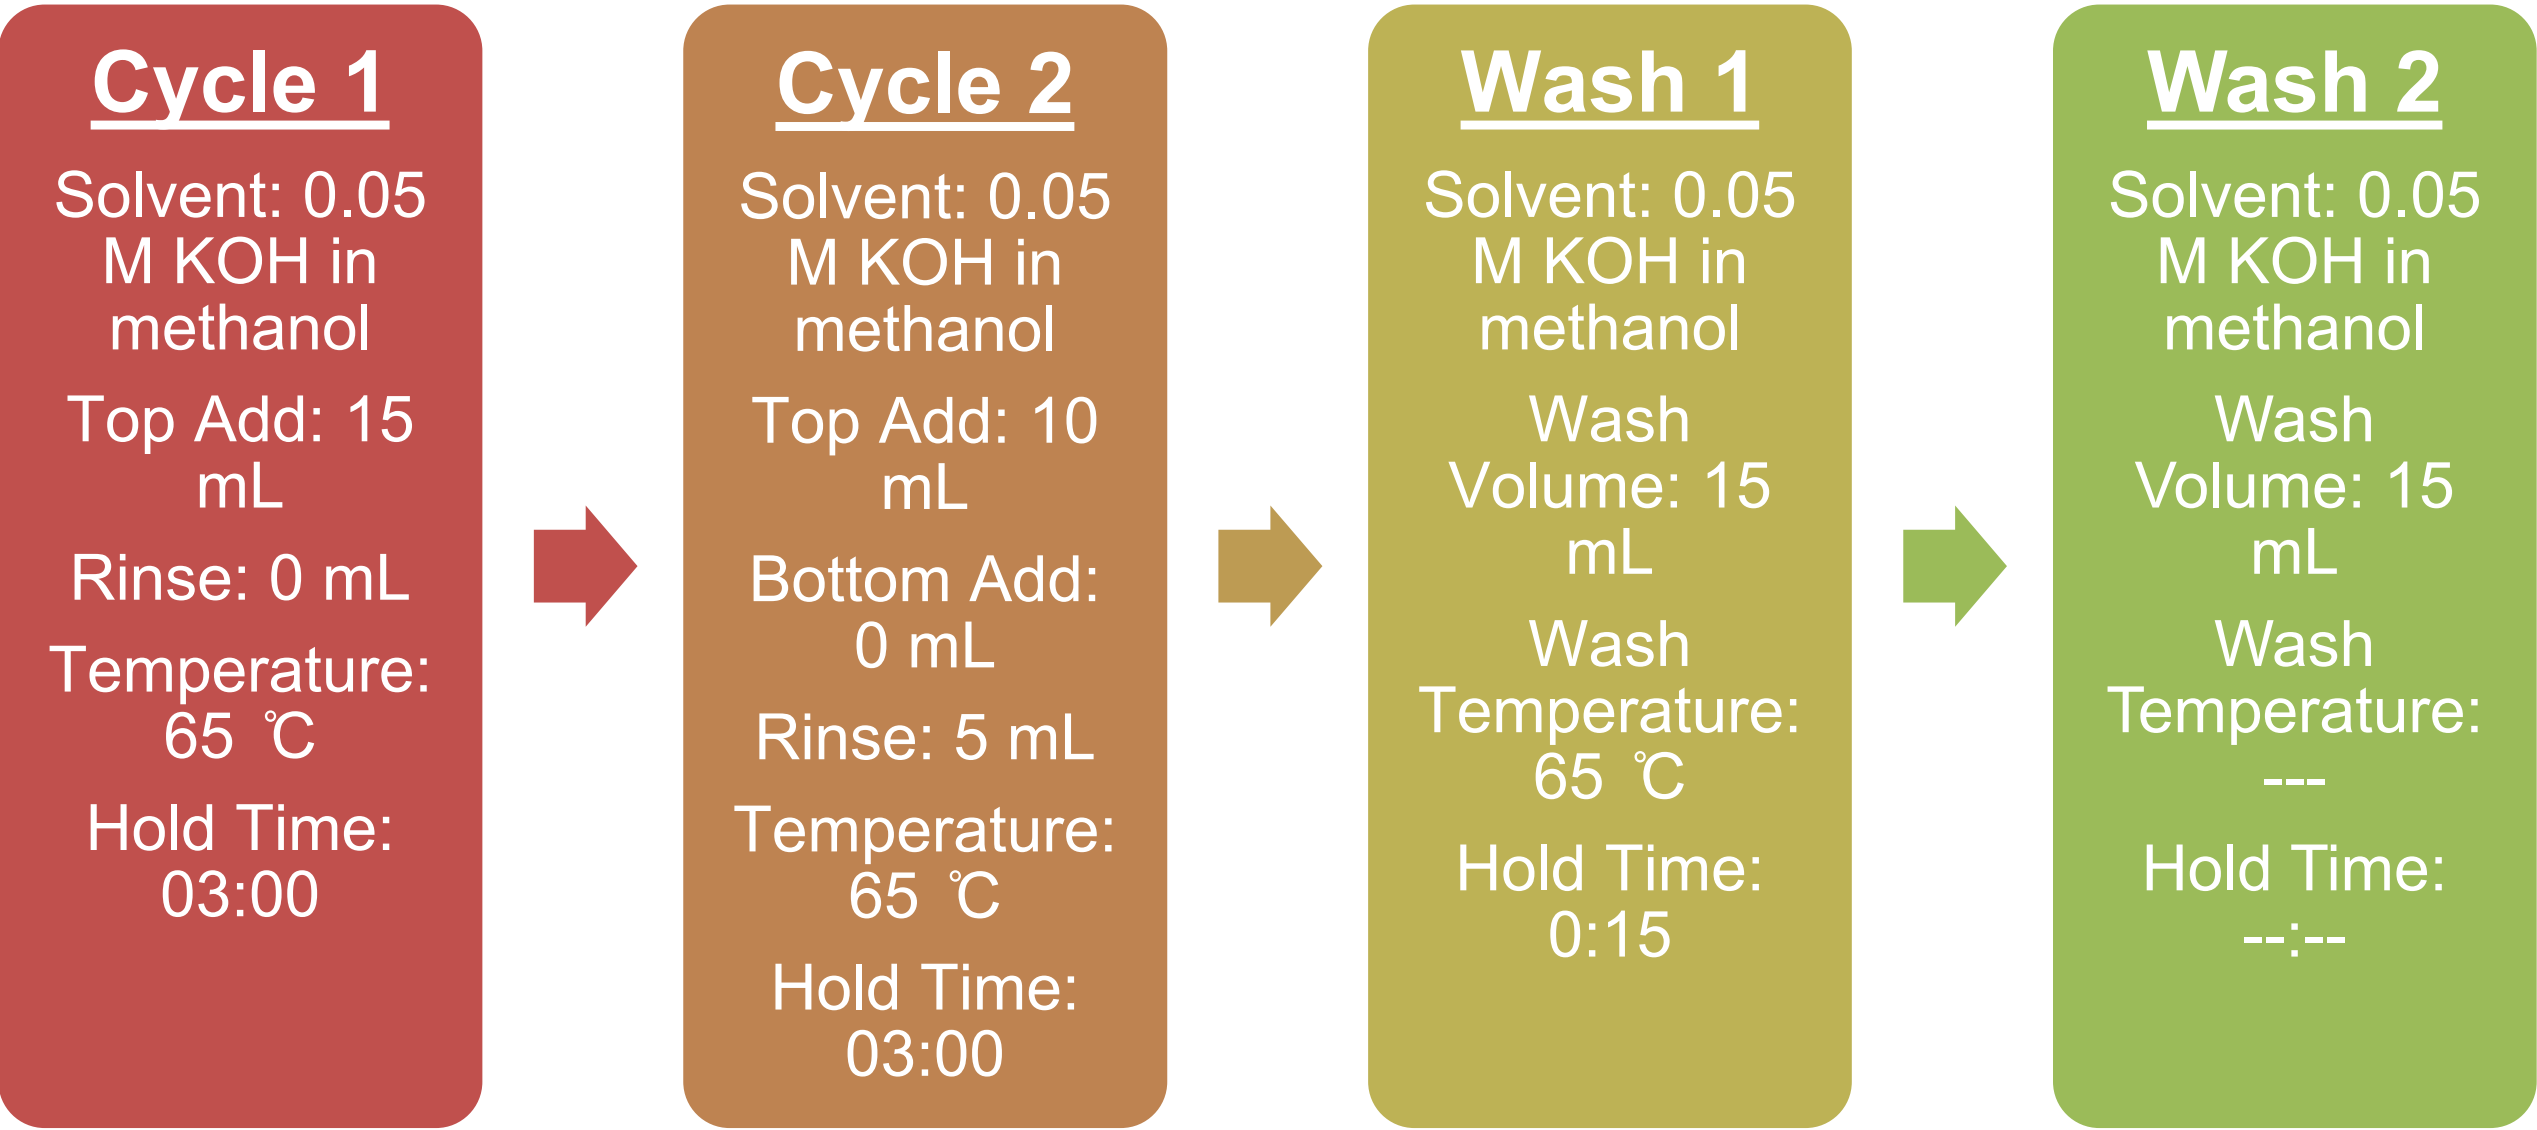 Cycle 1
Solvent: 0.05
M KOH in
methanol
Top Add: 15
mL
Rinse: 0 mL
Temperature:
65 ℃
Hold Time:
03:00
Cycle 2
Solvent: 0.05
M KOH in
methanol
Top Add: 10
mL
Bottom Add:
0 mL
Rinse: 5 mL
Temperature:
65 ℃
Hold Time:
03:00
Wash 1
Solvent: 0.05
M KOH in
methanol
Wash
Volume: 15
mL
Wash
Temperature:
65 ℃
Hold Time:
0:15
Wash 2
Solvent: 0.05
M KOH in
methanol
Wash
Volume: 15
mL
Wash
Temperature:
---
Hold Time:
--:--